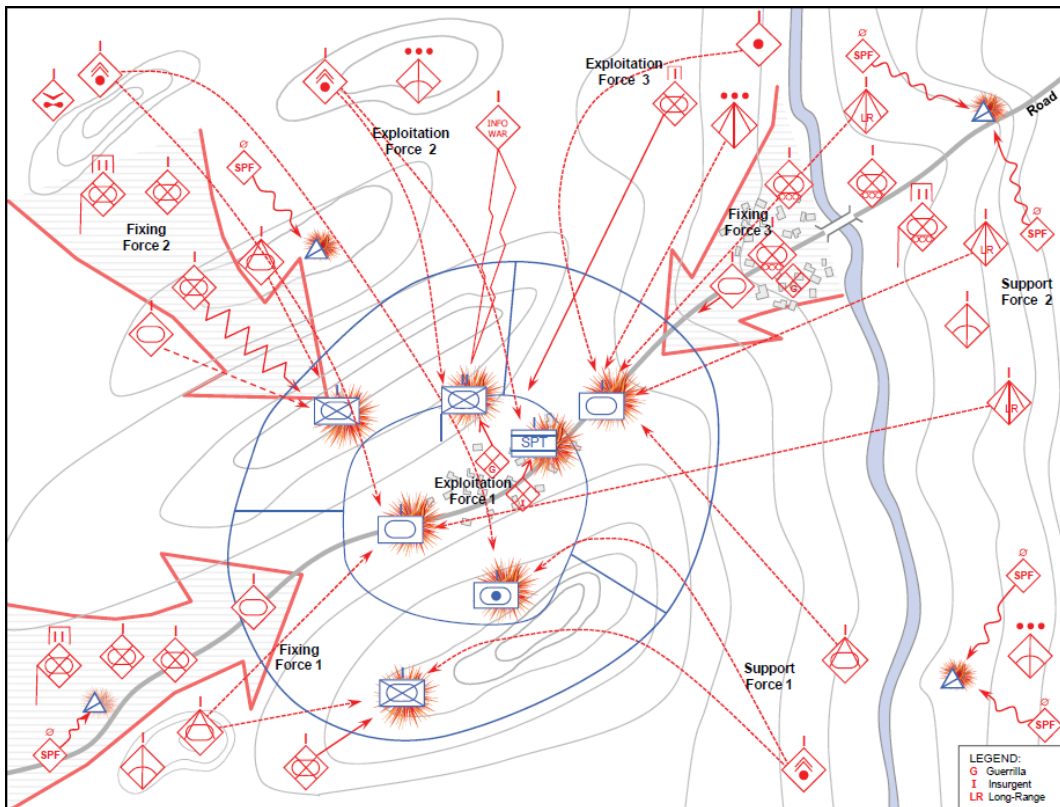 Exploitation
Force 3
Exploitation
Force 2
INFO
WAR
SPF
LR
Road
SPF
Fixing
Force 2
Fixing
Force 3
G
SPF
LR
Support
Force 2
LR
SPT
G
Exploitation
Force 1
I
SPF
Fixing
Force 1
Support
Force 1
SPF
SPF
LEGEND:
G Guerrilla
I Insurgent
LR Long-Range